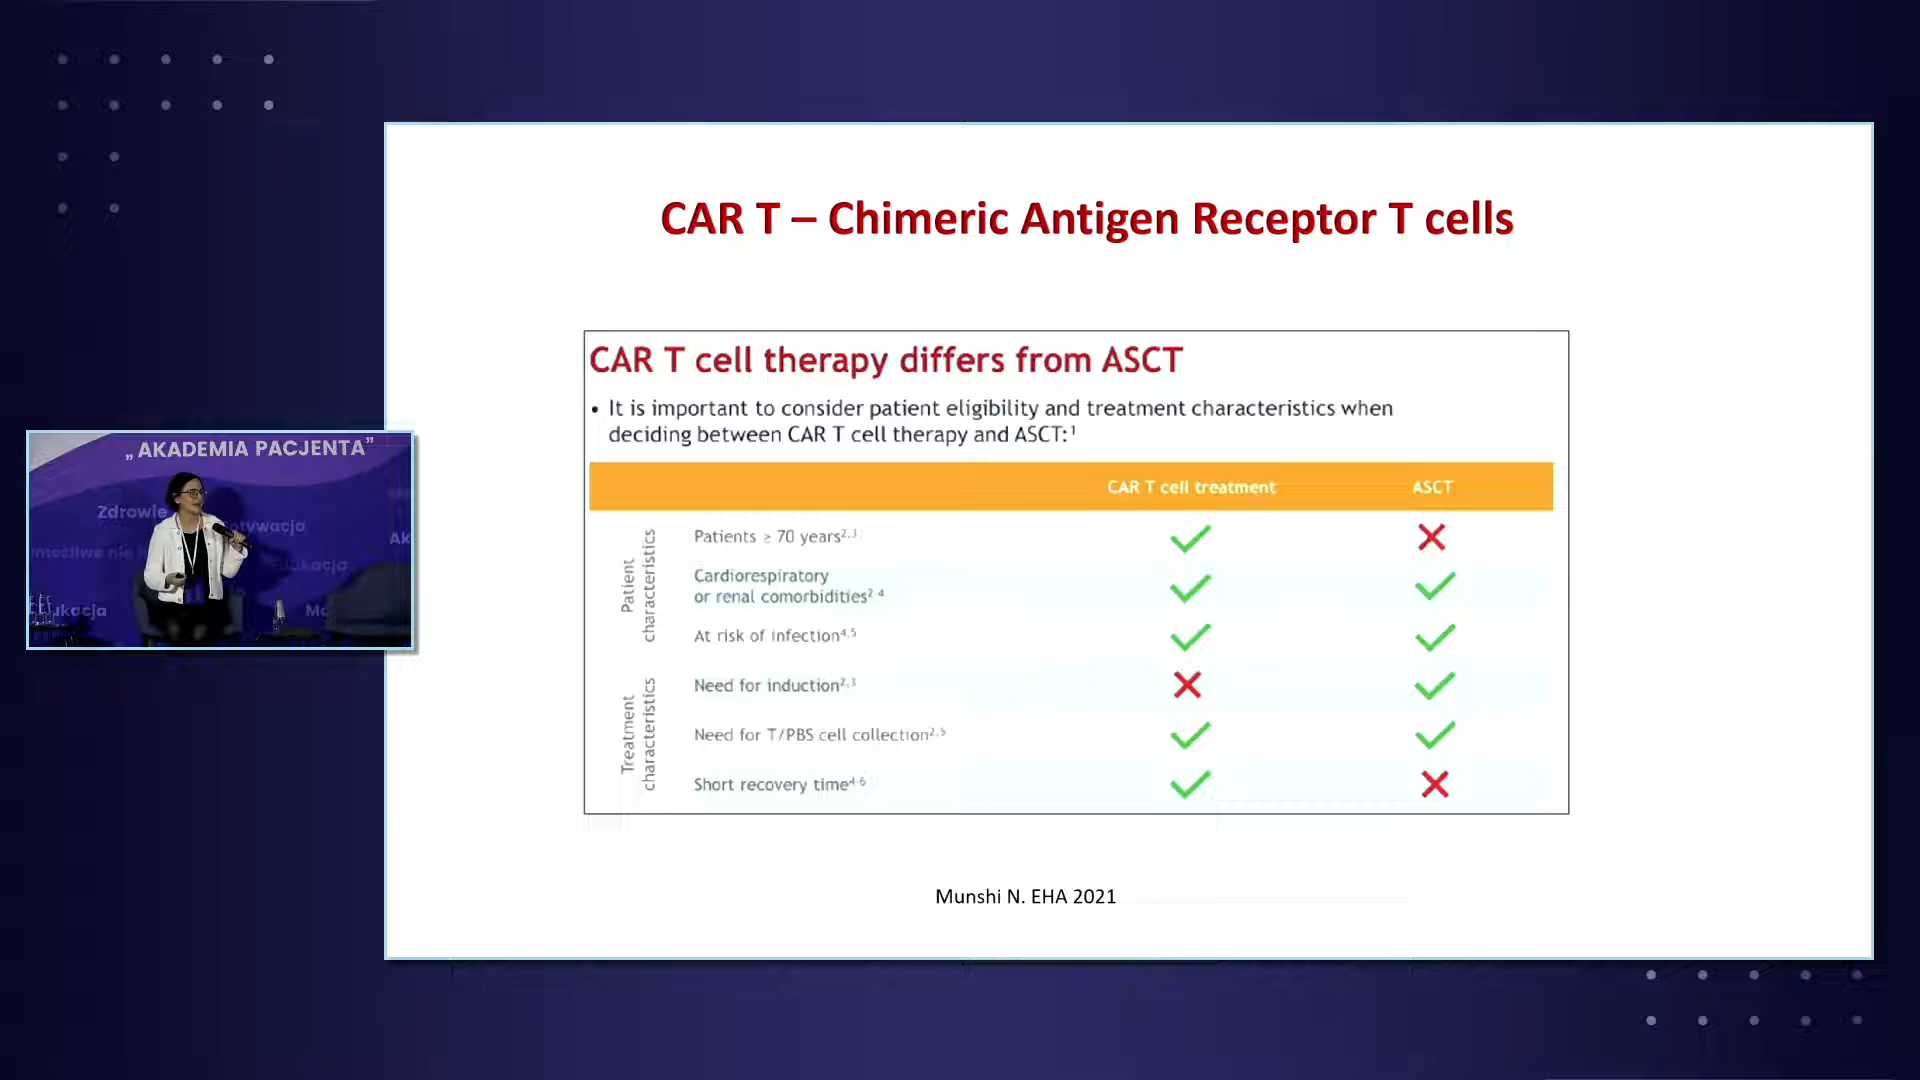 CAR T – Chimeric Antigen Receptor T cells
CAR T cell therapy differs from ASCT
• It is important to consider patient eligibility and treatment characteristics when
deciding between CAR T cell therapy and ASCT:¹
CAR T cell treatment ASCT
Patient
characteristics
Patients ≥ 70 years²,³ ✓ ✗
Cardiorespiratory
or renal comorbidities²⁻⁴ ✓ ✓
At risk of infection⁴,⁵ ✓ ✓
Treatment
characteristics
Need for induction²,³ ✗ ✓
Need for T/PBS cell collection²,⁵ ✓ ✓
Short recovery time⁴⁻⁶ ✓ ✗
Munshi N. EHA 2021
„ AKADEMIA PACJENTA”
Zdrowie